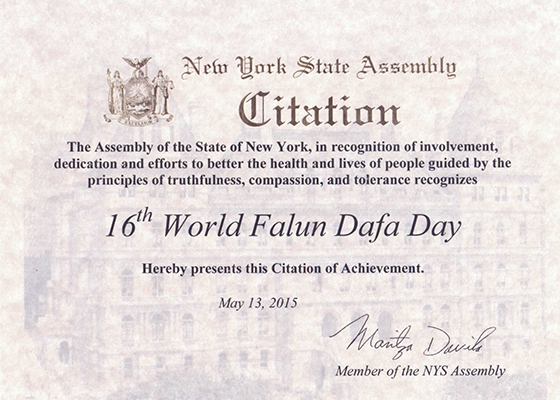 New York State Assembly
Citation
EXCELSIOR
The Assembly of the State of New York, in recognition of involvement,
dedication and efforts to better the health and lives of people guided by the
principles of truthfulness, compassion, and tolerance recognizes
16th World Falun Dafa Day
Hereby presents this Citation of Achievement.
May 13, 2015
Maritza Davila
Member of the NYS Assembly